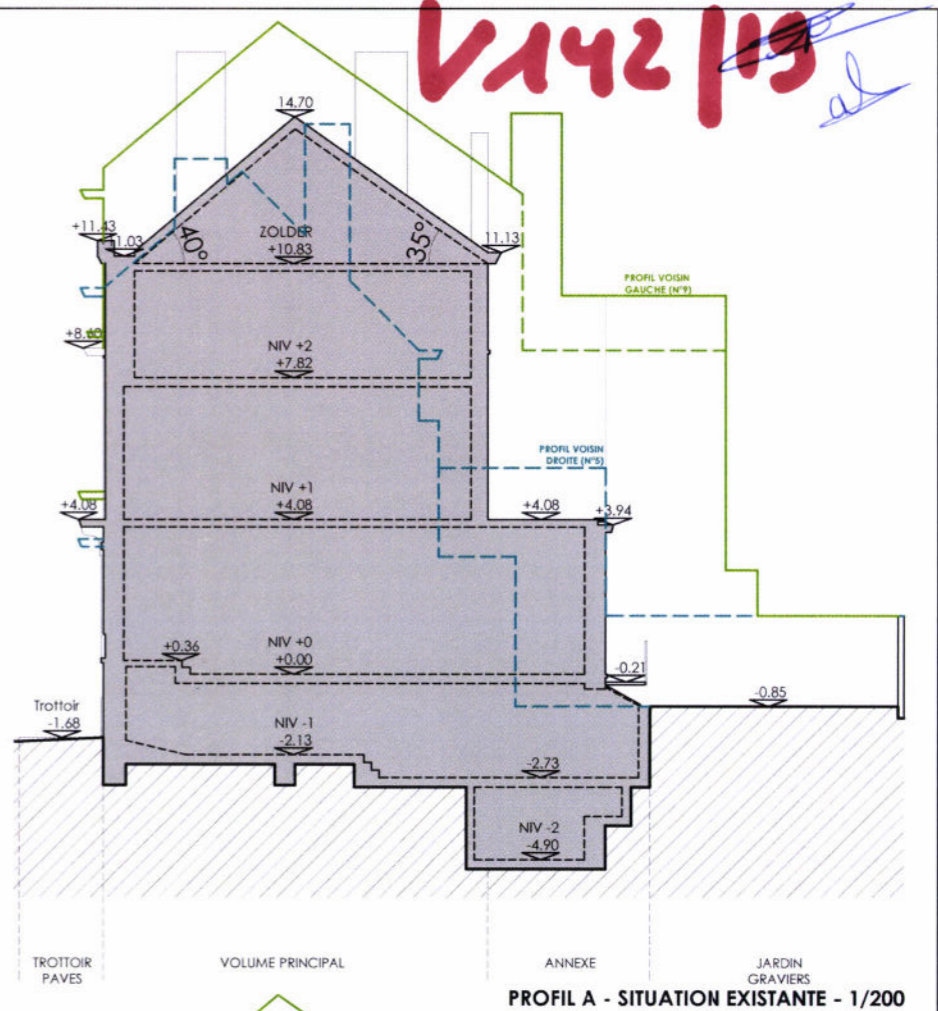 V142/19
14.70
+11.43
11.03
40°
ZOLDER
+10.83
35°
11.13
PROFIL VOISIN
GAUCHE (N°9)
NIV +2
+7.82
PROFIL VOISIN
DROITE (N°5)
NIV +1
+4.08
+4.08
+4.08
+3.94
+0.36
NIV +0
+0.00
-0.21
-0.85
Trottoir
-1.68
NIV -1
-2.13
-2.73
NIV -2
-4.90
TROTTOIR
PAVES
VOLUME PRINCIPAL
ANNEXE
JARDIN
GRAVIERS
PROFIL A - SITUATION EXISTANTE - 1/200